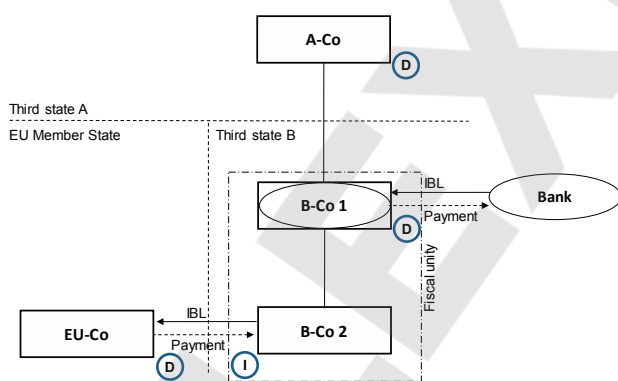 A-Co
D
Third state A
EU Member State
Third state B
IBL
B-Co 1
Bank
Payment
D
Fiscal unity
IBL
EU-Co
B-Co 2
Payment
D
I